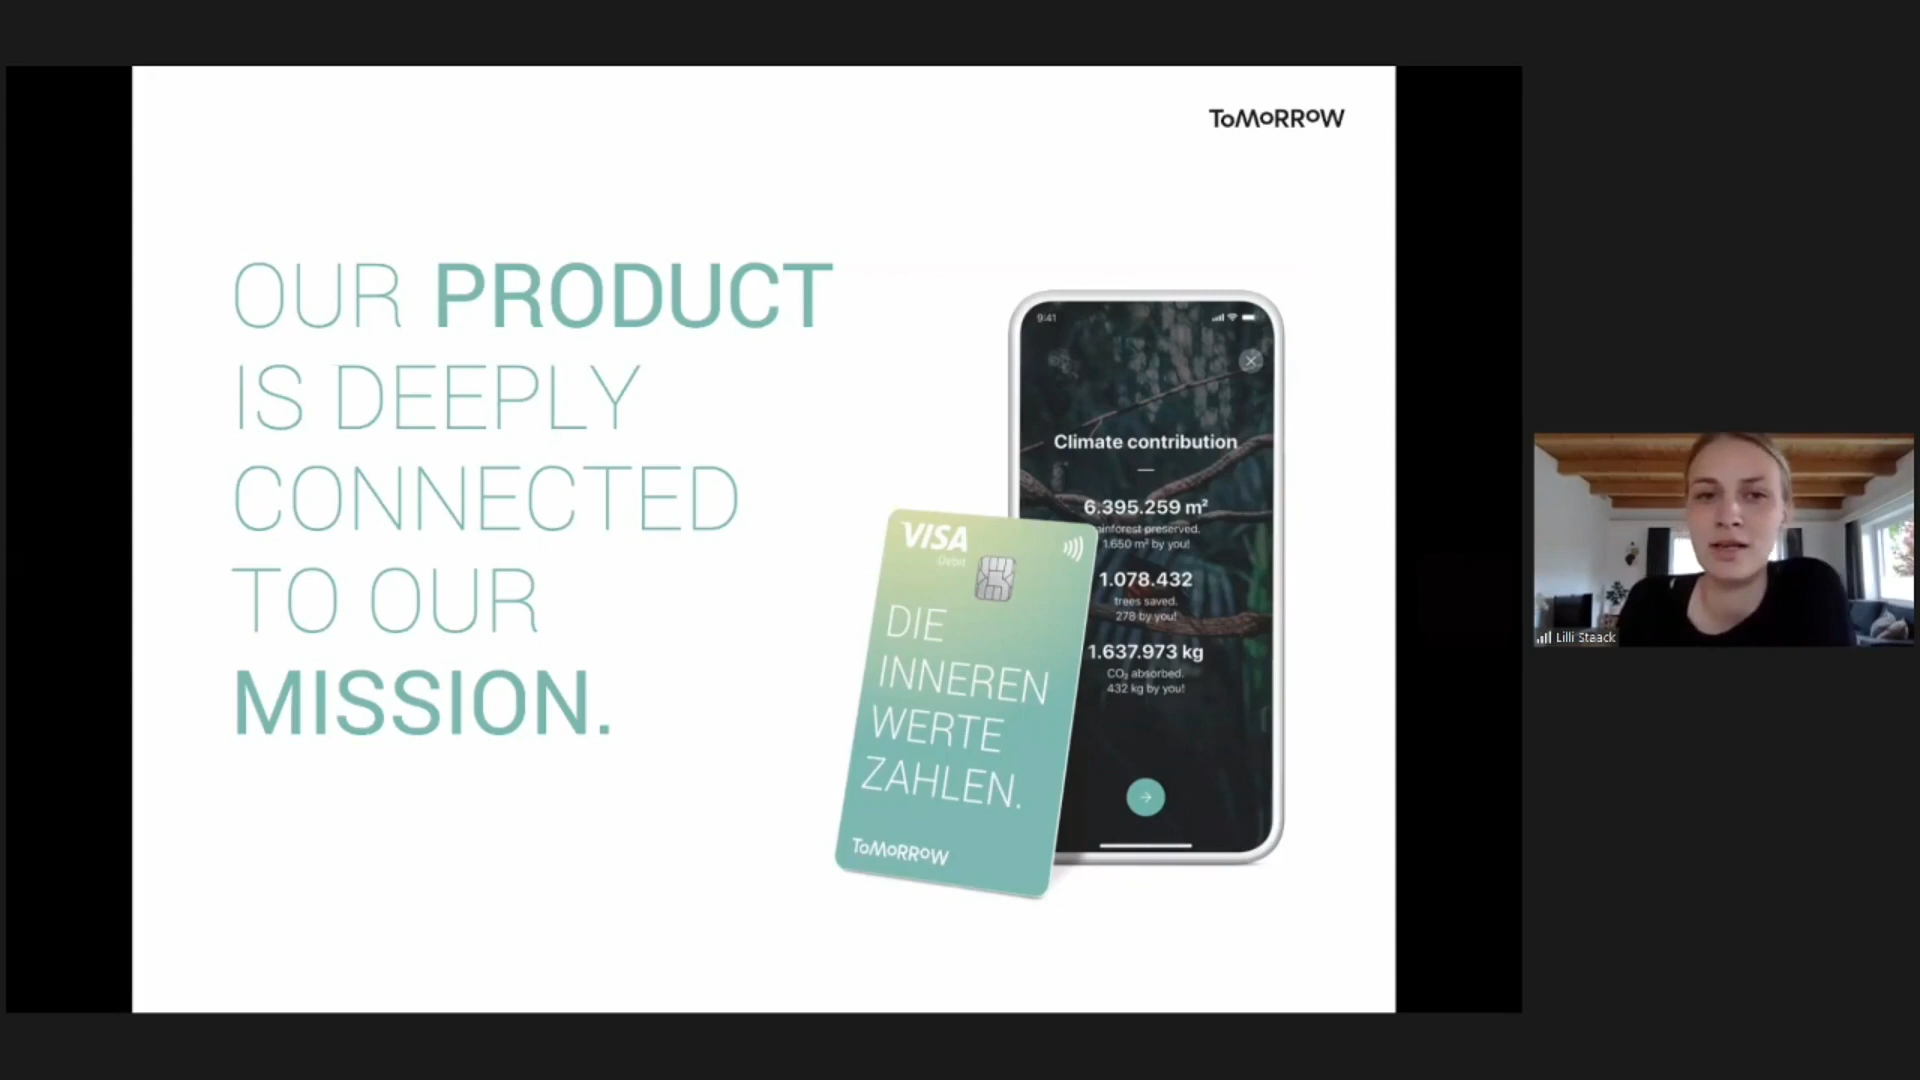 ToMoRRoW
OUR PRODUCT
IS DEEPLY
CONNECTED
TO OUR
MISSION.
9:41
Climate contribution
6.395.259 m²
rainforest preserved.
1.650 m² by you!
1.078.432
trees saved.
278 by you!
1.637.973 kg
CO₂ absorbed.
432 kg by you!
VISA
Debit
DIE
INNEREN
WERTE
ZAHLEN.
ToMoRRoW
Lilli Staack